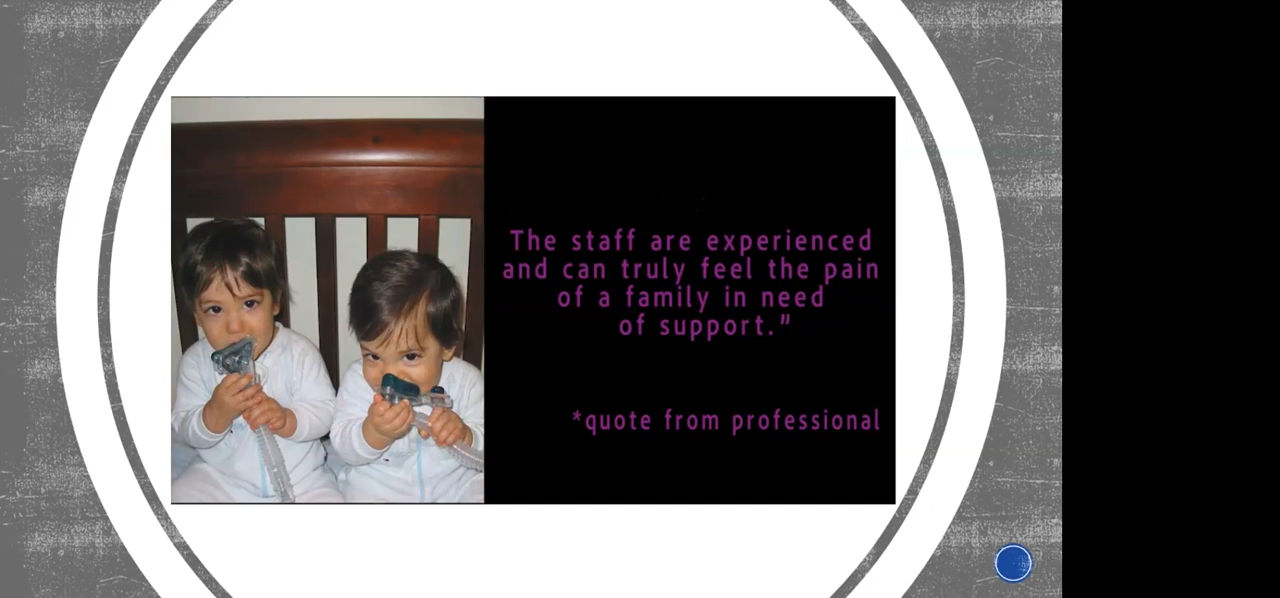 The staff are experienced
and can truly feel the pain
of a family in need
of support.”
*quote from professional